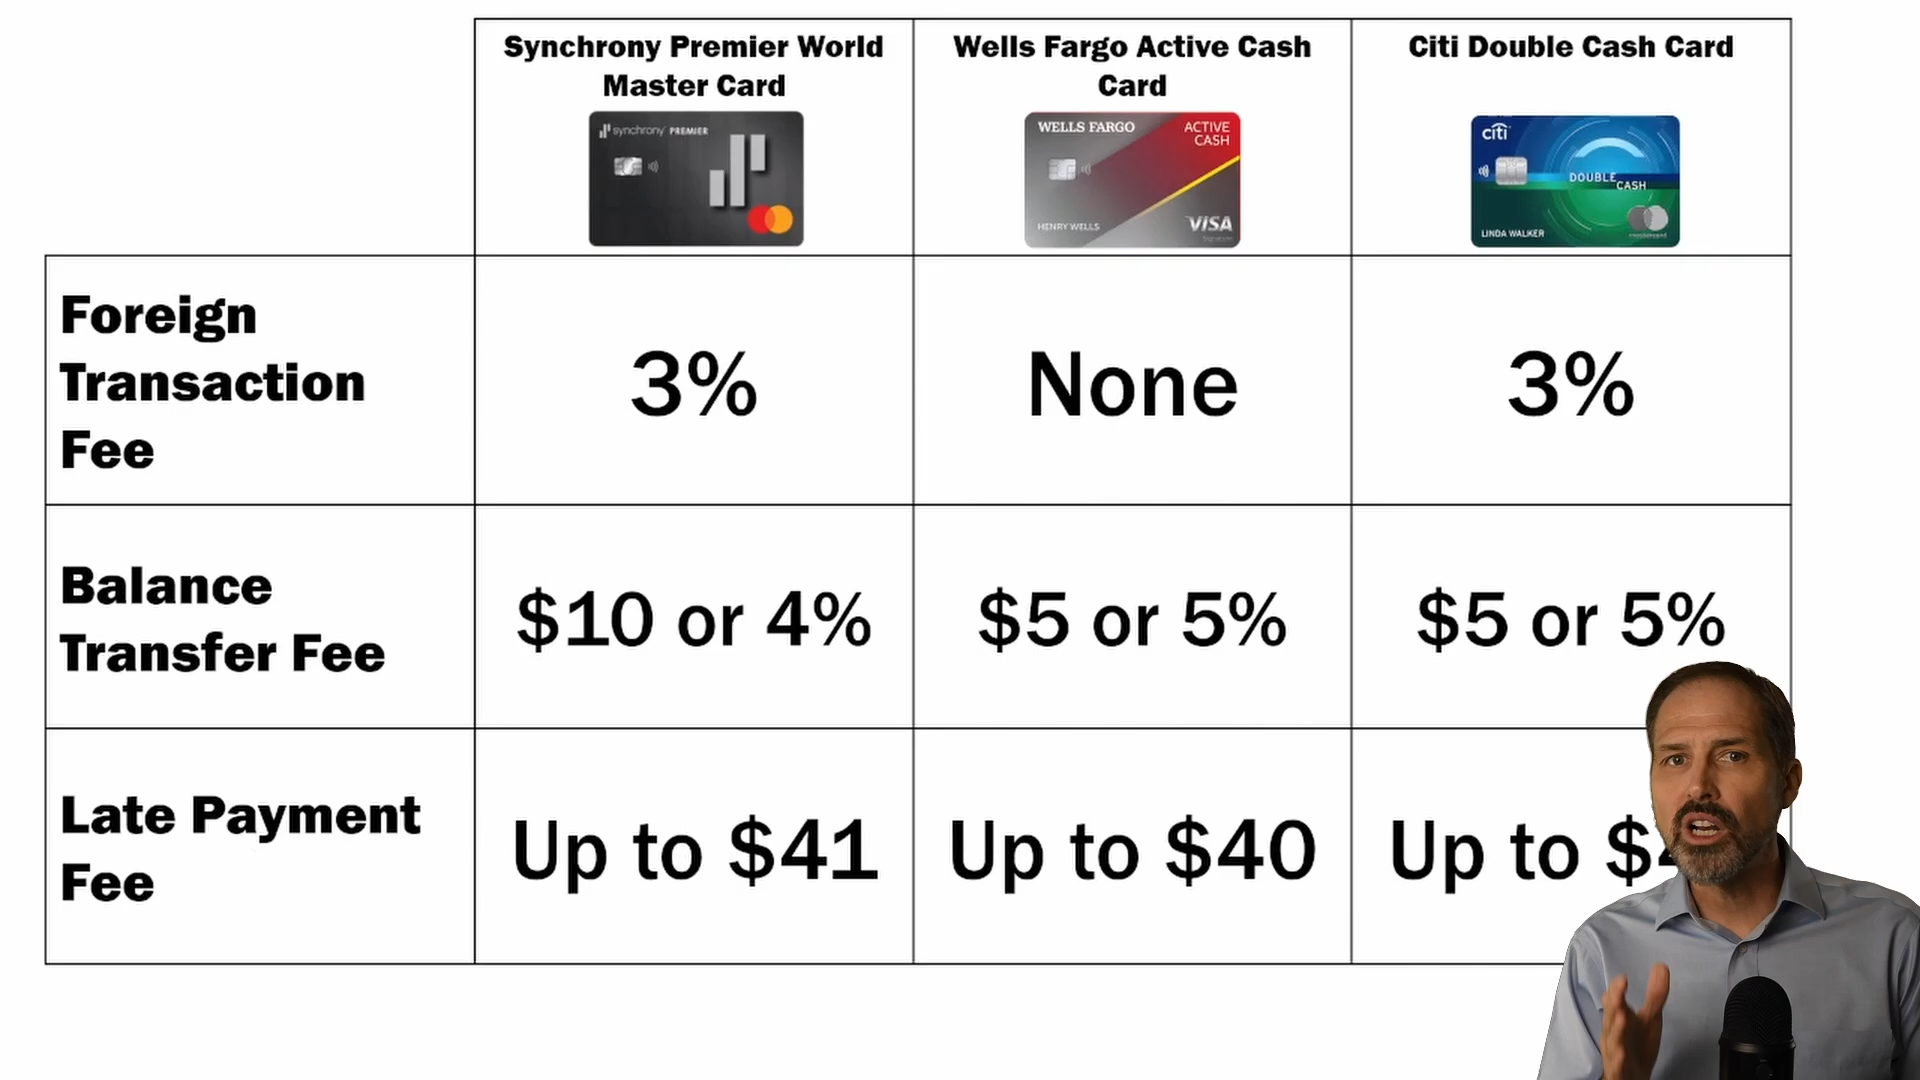 Synchrony Premier World
Master Card
Wells Fargo Active Cash
Card
Citi Double Cash Card
synchrony PREMIER
WELLS FARGO
ACTIVE
CASH
HENRY WELLS
VISA
Signature
citi
DOUBLE
CASH
LINDA WALKER
mastercard
Foreign
Transaction
Fee
3%
None
3%
Balance
Transfer Fee
$10 or 4%
$5 or 5%
$5 or 5%
Late Payment
Fee
Up to $41
Up to $40
Up to $